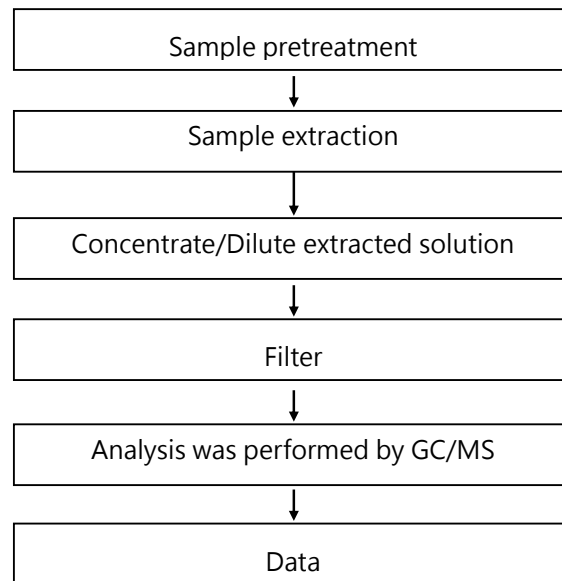 Sample pretreatment
Sample extraction
Concentrate/Dilute extracted solution
Filter
Analysis was performed by GC/MS
Data